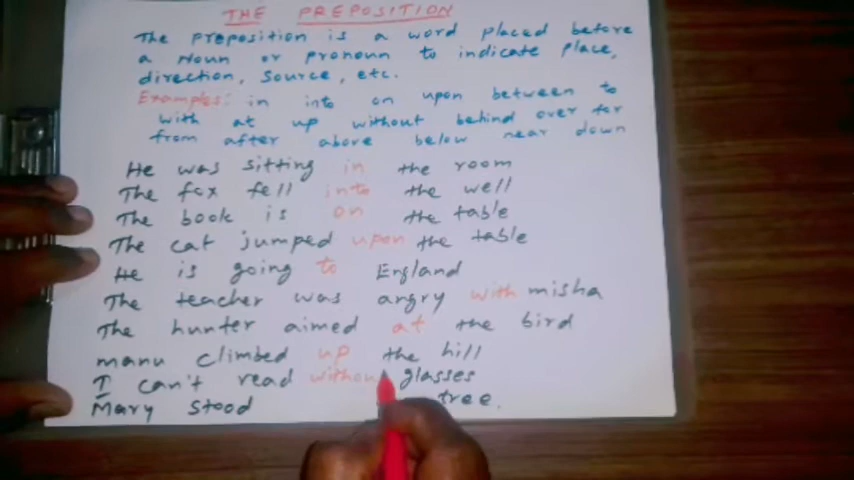 THE PREPOSITION
The preposition is a word placed before
a Noun or pronoun to indicate place,
direction, source, etc.
Examples: in into on upon between to
with at up without behind over for
from after above below near down
He was sitting in the room
The fox fell into the well
The book is on the table
The cat jumped upon the table
He is going to England
The teacher was angry with misha
The hunter aimed at the bird
manu climbed up the hill
I can't read withou glasses
Mary stood tree.